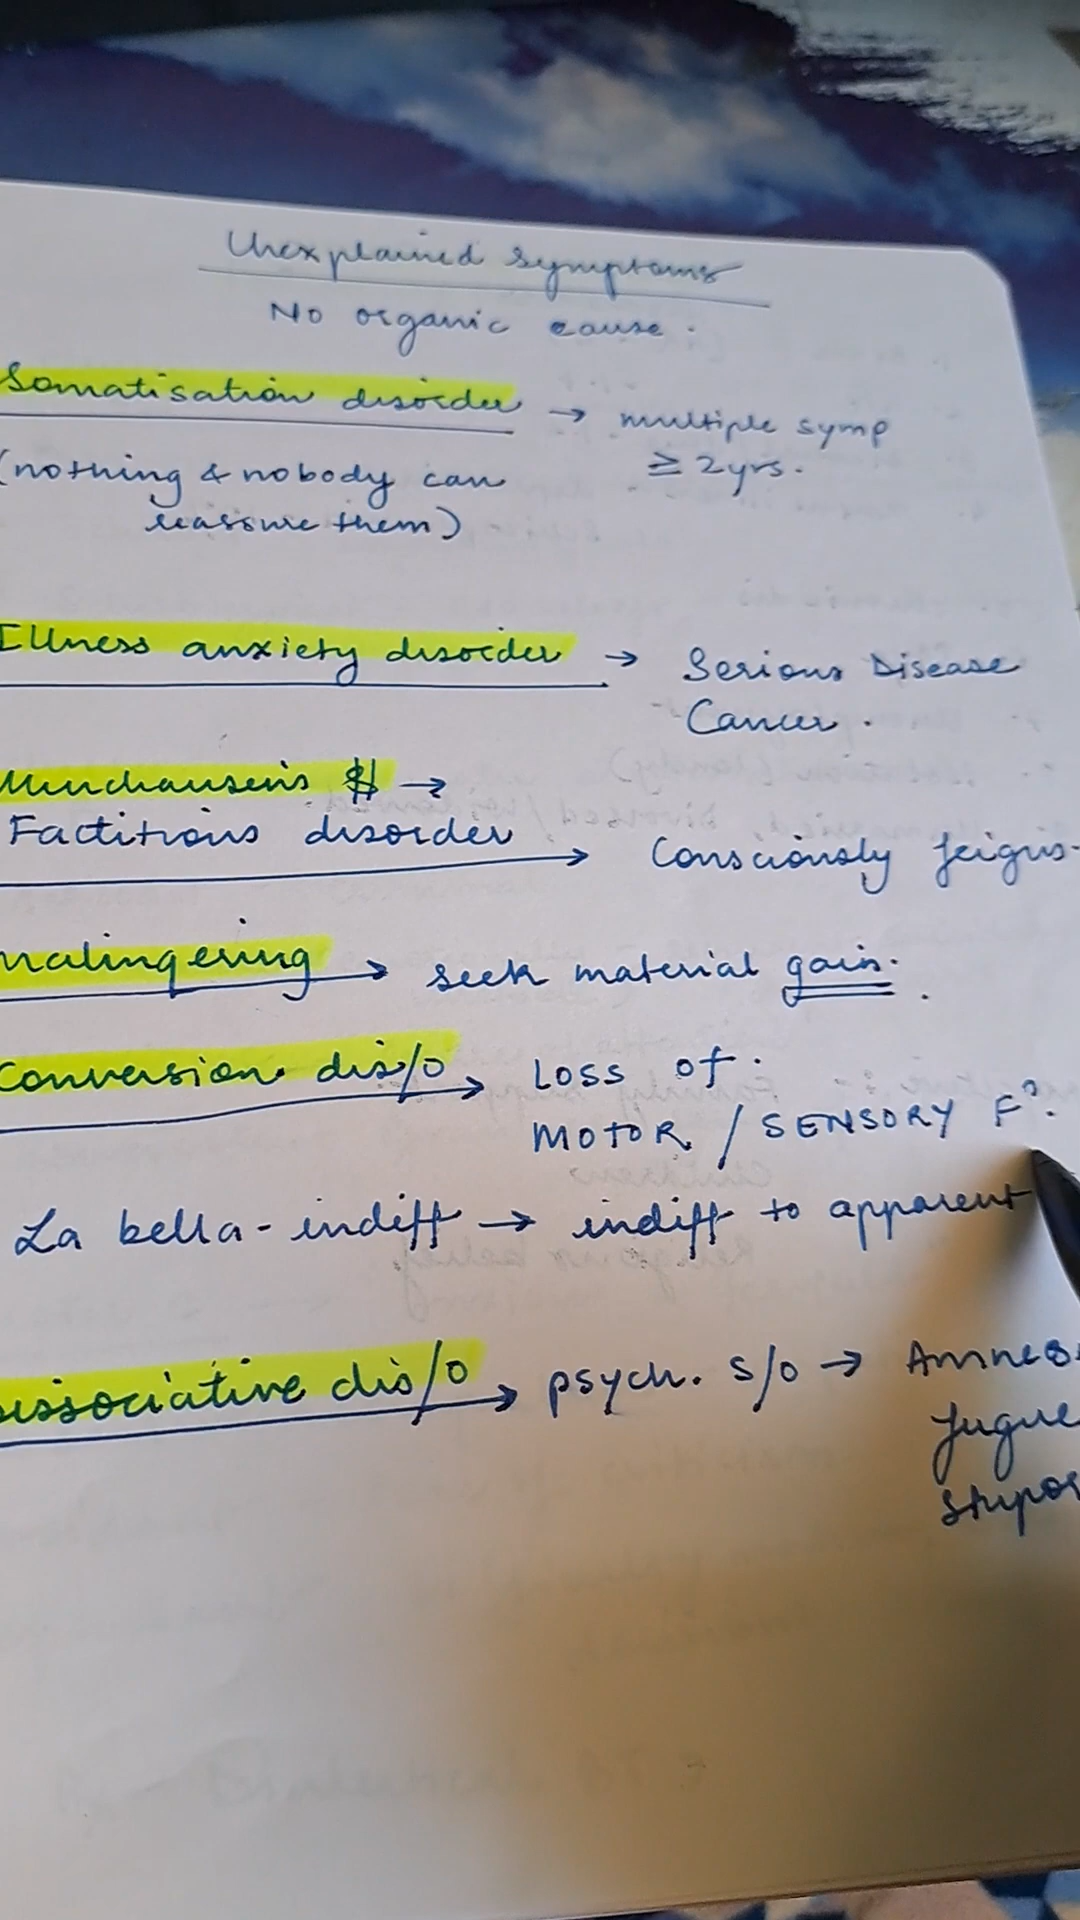 Unexplained Symptoms
No organic cause.
Somatisation disorder → multiple symp
≥ 2yrs.
(nothing & nobody can
reassure them)
Illness anxiety disorder → Serious Disease
Cancer.
Munchausen's $ →
Factitious disorder → Consciously feigns
malingering → seek material gain.
Conversion dis/o → Loss of
MOTOR / SENSORY F?.
La bella-indiff → indiff to apparent
Dissociative dis/o → psych. s/o → Amnes
fugue
stupor